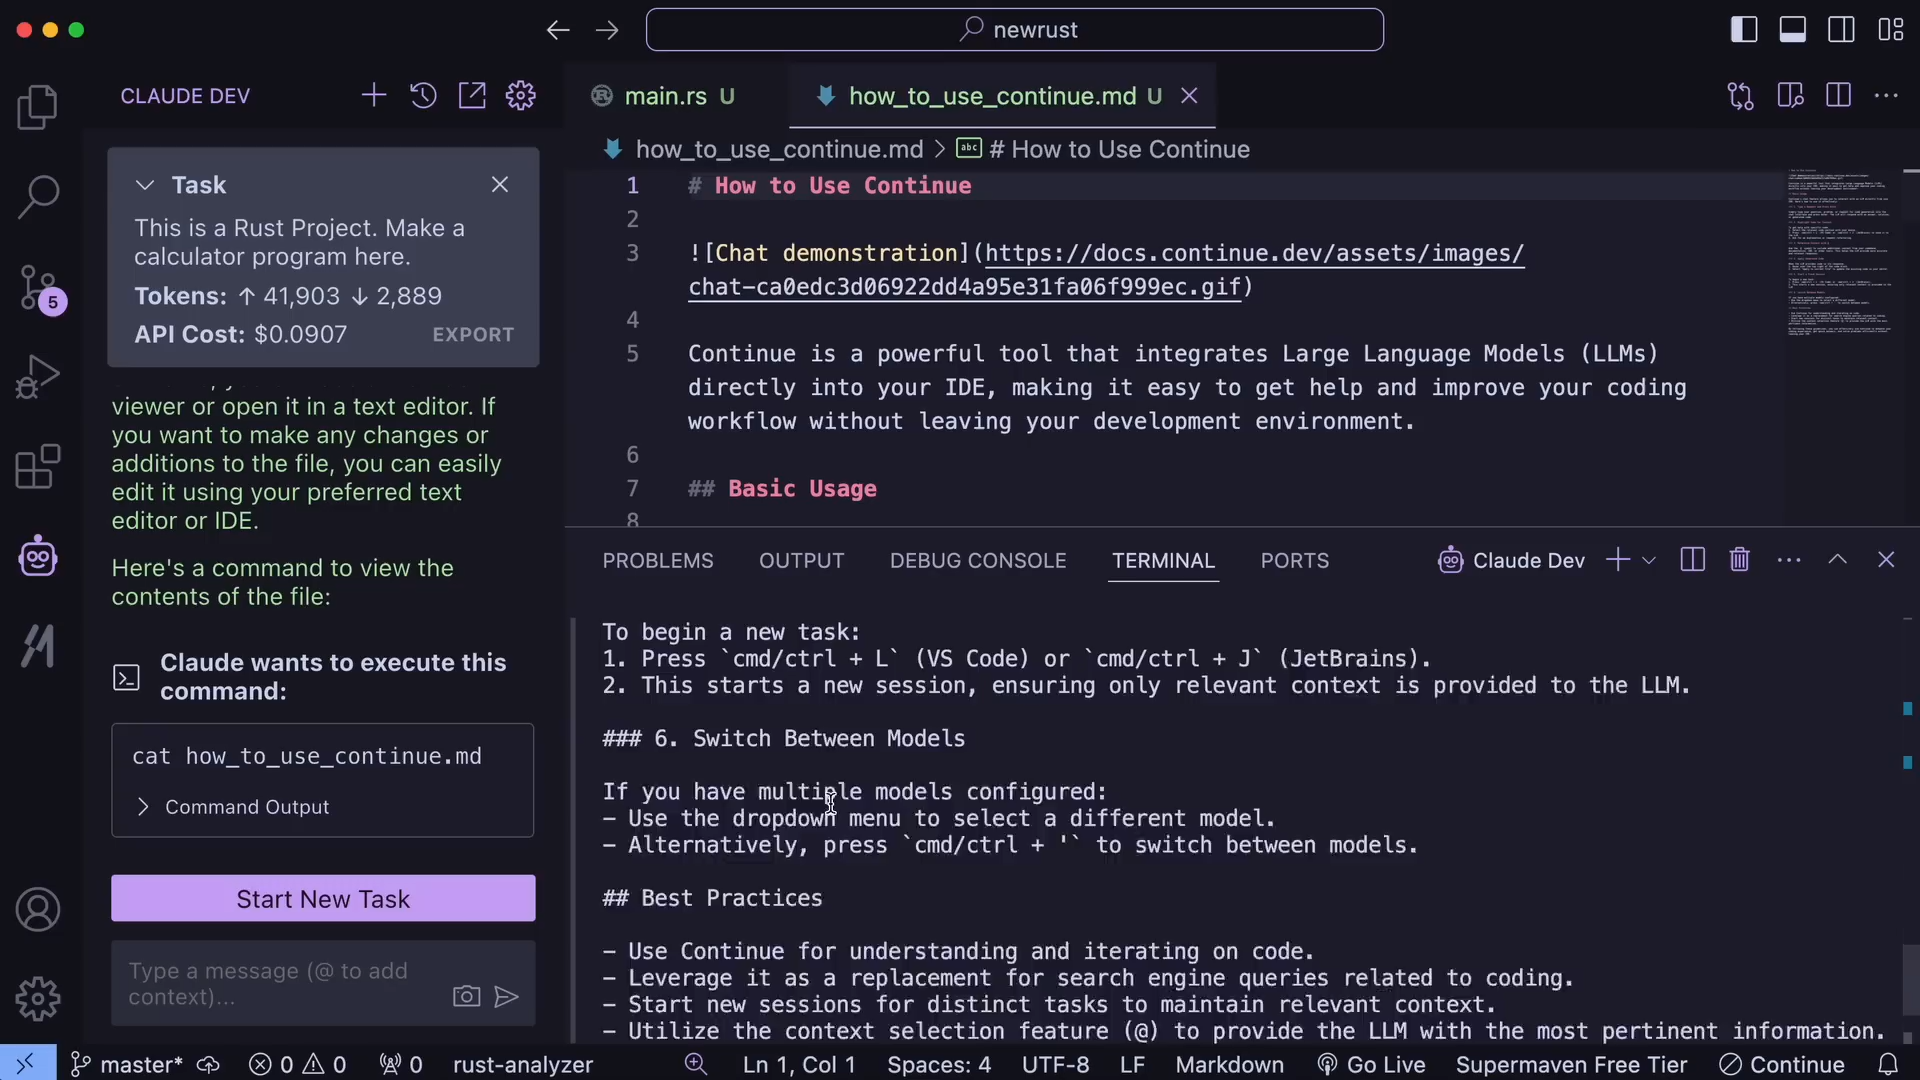 newrust
CLAUDE DEV
Task
This is a Rust Project. Make a
calculator program here.
Tokens: ↑ 41,903 ↓ 2,889
API Cost: $0.0907
EXPORT
viewer or open it in a text editor. If
you want to make any changes or
additions to the file, you can easily
edit it using your preferred text
editor or IDE.
Here's a command to view the
contents of the file:
Claude wants to execute this
command:
cat how_to_use_continue.md
Command Output
Start New Task
Type a message (@ to add
context)...
5
main.rs U
how_to_use_continue.md U
how_to_use_continue.md > abc # How to Use Continue
1 # How to Use Continue
2
3 ![Chat demonstration](https://docs.continue.dev/assets/images/
chat-ca0edc3d06922dd4a95e31fa06f999ec.gif)
4
5 Continue is a powerful tool that integrates Large Language Models (LLMs)
directly into your IDE, making it easy to get help and improve your coding
workflow without leaving your development environment.
6
7 ## Basic Usage
8
PROBLEMS OUTPUT DEBUG CONSOLE TERMINAL PORTS Claude Dev
To begin a new task:
1. Press `cmd/ctrl + L` (VS Code) or `cmd/ctrl + J` (JetBrains).
2. This starts a new session, ensuring only relevant context is provided to the LLM.
### 6. Switch Between Models
If you have multiple models configured:
- Use the dropdown menu to select a different model.
- Alternatively, press `cmd/ctrl + '` to switch between models.
## Best Practices
- Use Continue for understanding and iterating on code.
- Leverage it as a replacement for search engine queries related to coding.
- Start new sessions for distinct tasks to maintain relevant context.
- Utilize the context selection feature (@) to provide the LLM with the most pertinent information.
master* 0 0 0 rust-analyzer Ln 1, Col 1 Spaces: 4 UTF-8 LF Markdown Go Live Supermaven Free Tier Continue